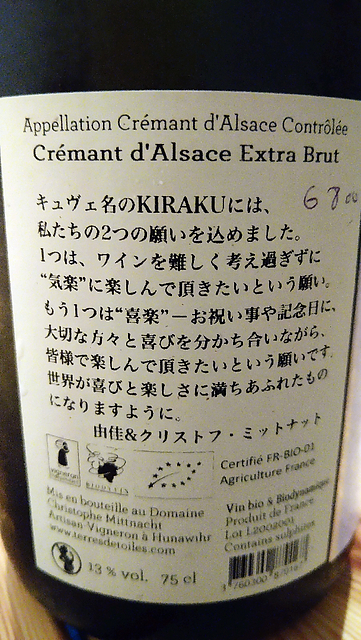 Appellation Crémant d'Alsace Contrôlée
Crémant d'Alsace Extra Brut
6800
キュヴェ名のKIRAKUには、
私たちの2つの願いを込めました。
1つは、ワインを難しく考え過ぎずに
"気楽"に楽しんで頂きたいという願い。
もう1つは"喜楽"－お祝い事や記念日に、
大切な方々と喜びを分かち合いながら、
皆様で楽しんで頂きたいという願いです。
世界が喜びと楽しさに満ちあふれたもの
になりますように。
由佳&クリストフ・ミットナット
Certifié FR-BIO-01
Agriculture France
Mis en bouteille au Domaine
Christophe Mittnacht
Artisan Vigneron à Hunawihr
www.terresdetoiles.com
13 % vol. 75 cl
Vin bio & Biodynamique
Produit de France
Lot L2002001
Contains sulphites